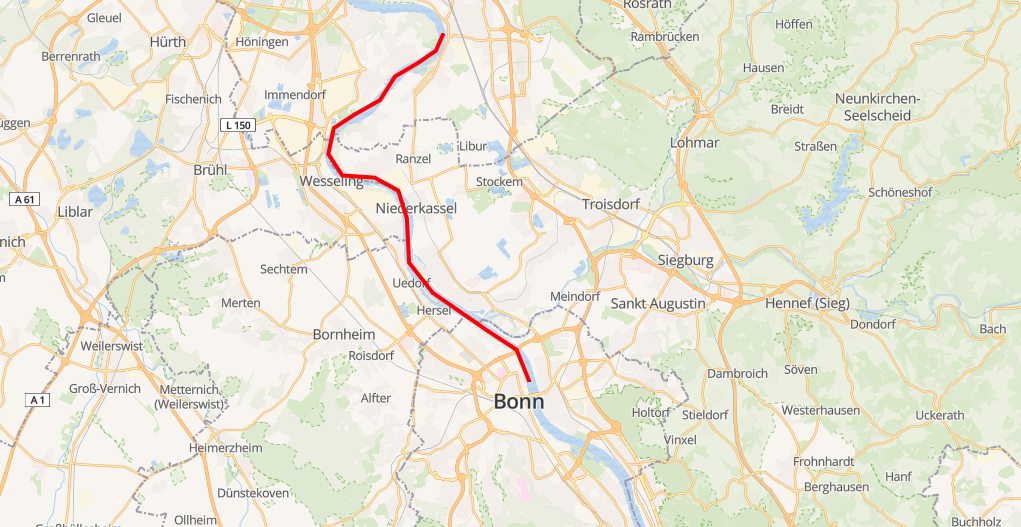 Rosrath
Gleuel
Höffen
Hürth
Höningen
Rambrücken
Berrenrath
Hausen
Fischenich
Immendorf
Neunkirchen-
Seelscheid
Breidt
üggen
L 150
Libur
Lohmar
Straßen
Ranzel
Brühl
Wesseling
Stockem
Schöneshof
A 61
Liblar
Niederkassel
Troisdorf
nich
Siegburg
Sechtem
Uedorf
Merten
Hersel
Meindorf
Sankt Augustin
Hennef (Sieg)
Dondorf
Bach
Bornheim
Weilerswist
Roisdorf
Dambroich
Söven
Groß-Vernich
Metternich
(Weilerswist)
Alfter
A 1
Bonn
Holtorf
Stieldorf
Westerhausen
Uckerath
Vinxel
Heimerzheim
Frohnhardt
Hanf
Berghausen
Dünstekoven
Ollheim
Großbüllesheim
Buchholz